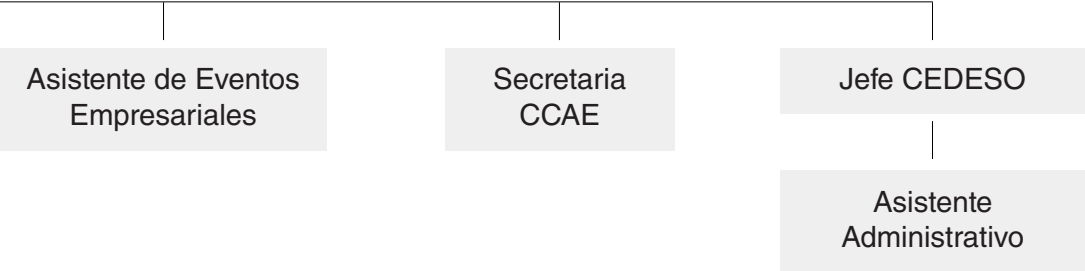 Asistente de Eventos
Empresariales
Secretaria
CCAE
Jefe CEDESO
Asistente
Administrativo